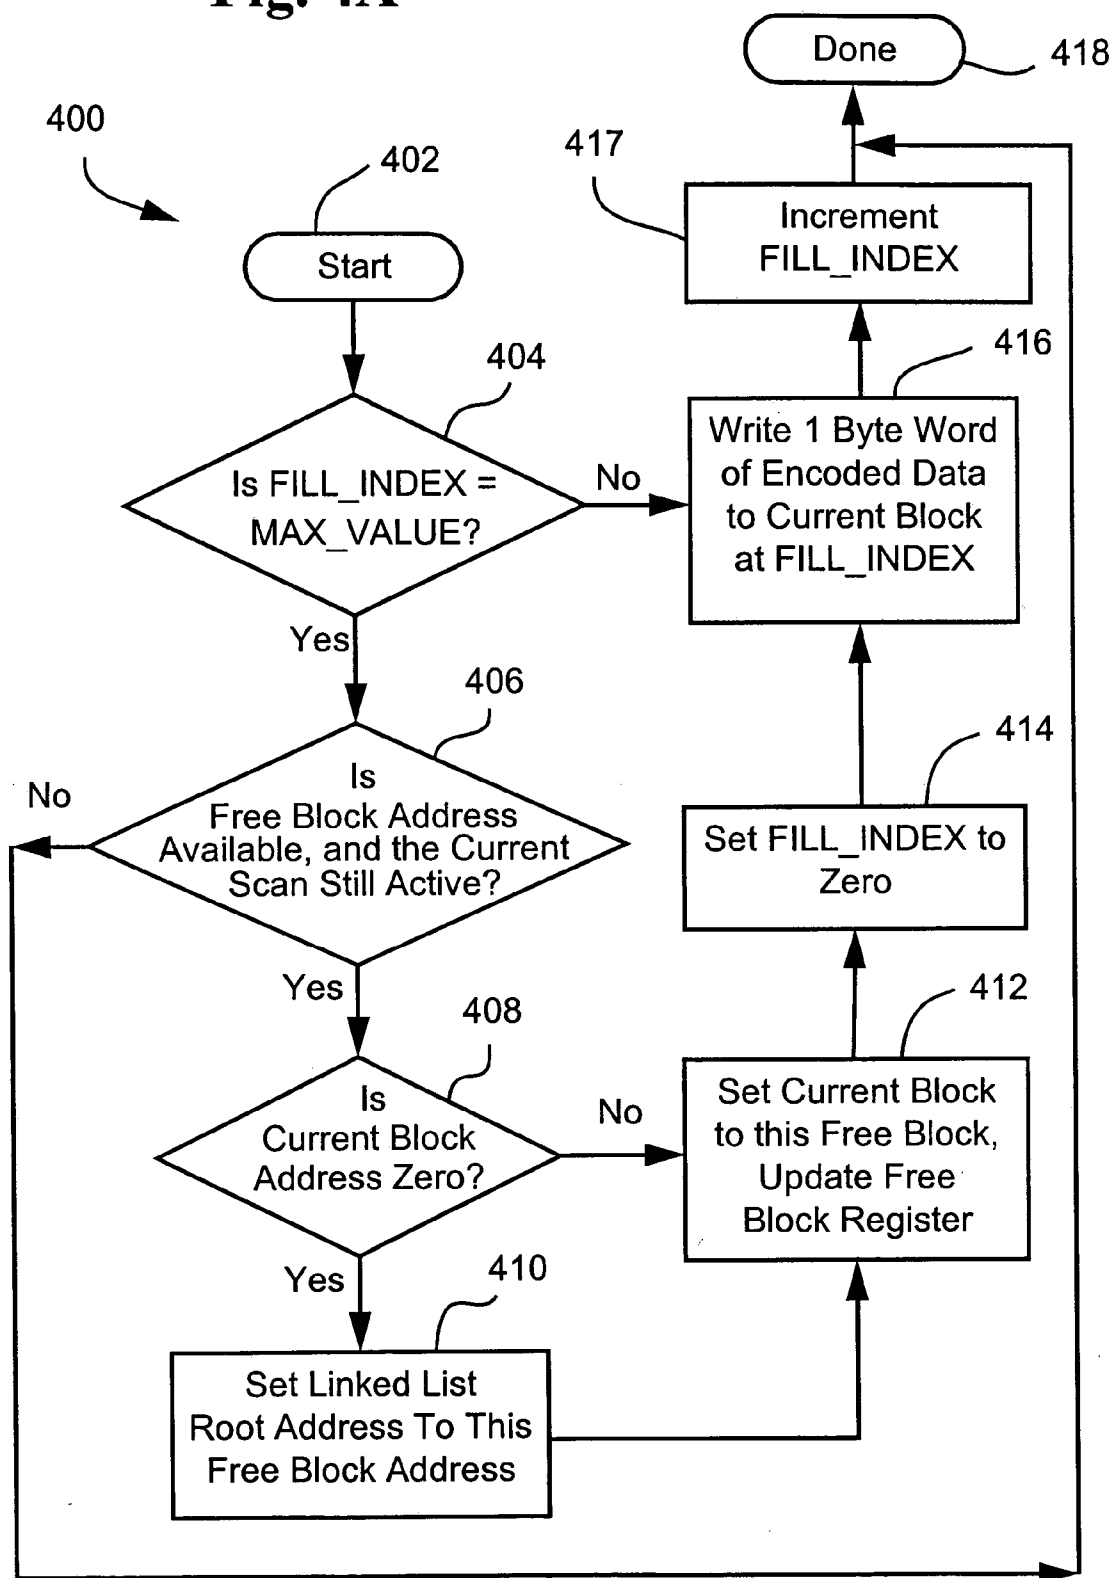 Fig. 4A
Done
418
400
402
417
Increment
FILL_INDEX
Start
404
416
Is FILL_INDEX =
MAX_VALUE?
No
Write 1 Byte Word
of Encoded Data
to Current Block
at FILL_INDEX
Yes
406
414
No
Is
Free Block Address
Available, and the Current
Scan Still Active?
Set FILL_INDEX to
Zero
Yes
408
412
Is
Current Block
Address Zero?
No
Set Current Block
to this Free Block,
Update Free
Block Register
Yes
410
Set Linked List
Root Address To This
Free Block Address